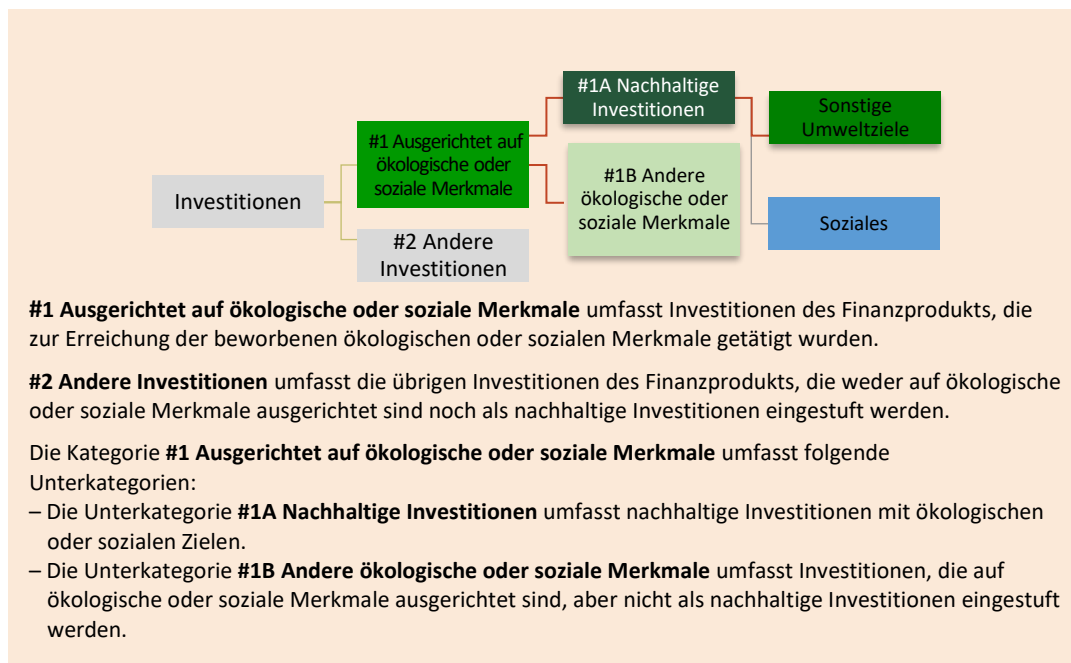 #1A Nachhaltige
Investitionen
Sonstige
Umweltziele
#1 Ausgerichtet auf
ökologische oder
soziale Merkmale
#1B Andere
ökologische oder
soziale Merkmale
Investitionen
Soziales
#2 Andere
Investitionen
#1 Ausgerichtet auf ökologische oder soziale Merkmale umfasst Investitionen des Finanzprodukts, die
zur Erreichung der beworbenen ökologischen oder sozialen Merkmale getätigt wurden.
#2 Andere Investitionen umfasst die übrigen Investitionen des Finanzprodukts, die weder auf ökologische
oder soziale Merkmale ausgerichtet sind noch als nachhaltige Investitionen eingestuft werden.
Die Kategorie #1 Ausgerichtet auf ökologische oder soziale Merkmale umfasst folgende
Unterkategorien:
– Die Unterkategorie #1A Nachhaltige Investitionen umfasst nachhaltige Investitionen mit ökologischen
oder sozialen Zielen.
– Die Unterkategorie #1B Andere ökologische oder soziale Merkmale umfasst Investitionen, die auf
ökologische oder soziale Merkmale ausgerichtet sind, aber nicht als nachhaltige Investitionen eingestuft
werden.